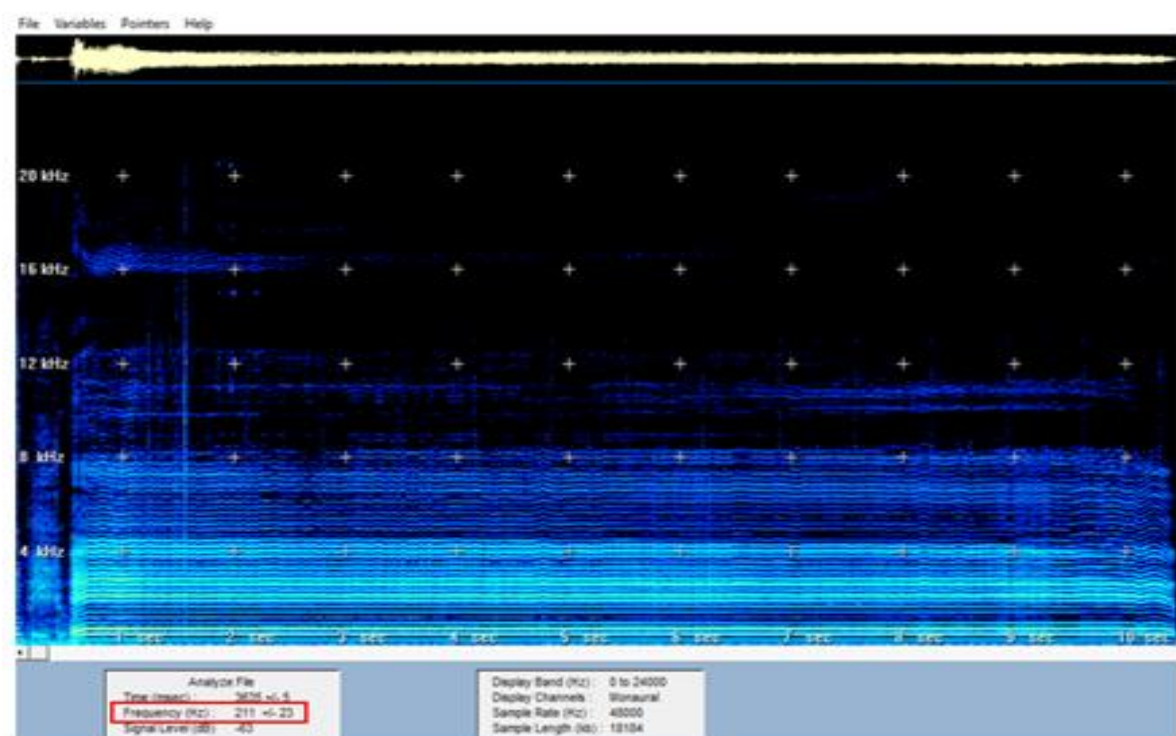 File Variables Pointers Help
20 kHz
16 kHz
12 kHz
8 kHz
4 kHz
1 sec 2 sec 3 sec 4 sec 5 sec 6 sec 7 sec 8 sec 9 sec 10 sec
Analyze File
Time (msec) : 3635 +/- 5
Frequency (Hz) : 211 +/- 23
Signal Level (dB) -63
Display Band (Hz) : 0 to 24000
Display Channels : Monaural
Sample Rate (Hz) : 48000
Sample Length (kb) : 18184